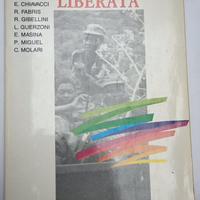 LIBERATA
E. CHIAVACCI
R. FABRIS
R. GIBELLINI
L. GUERZONI
E. MASINA
P. MIGUEL
C. MOLARI